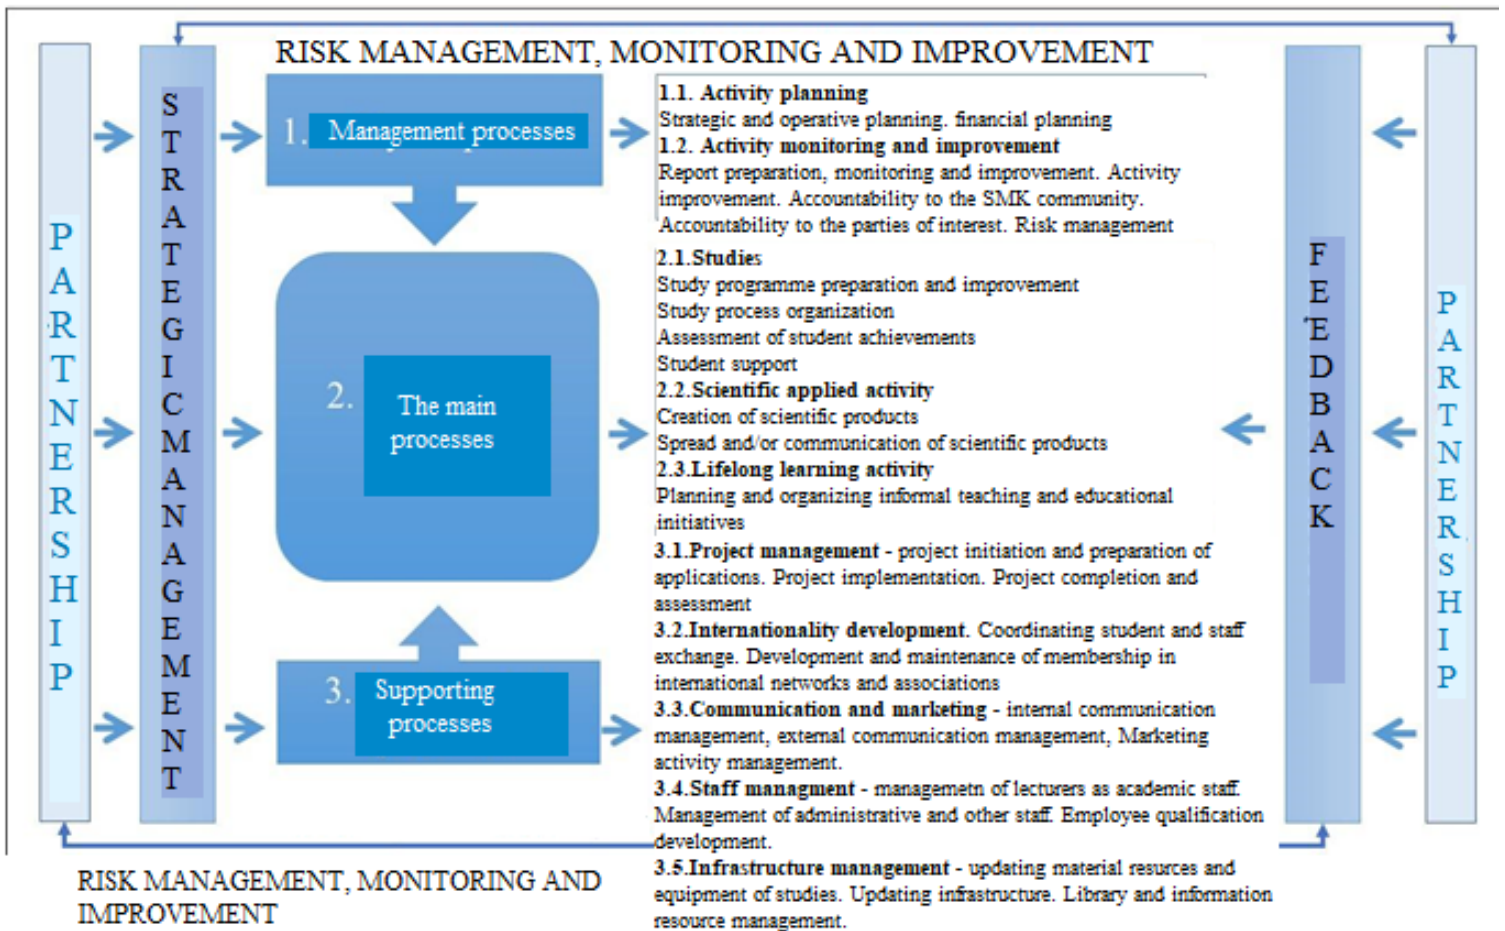 RISK MANAGEMENT, MONITORING AND IMPROVEMENT
PARTNERSHIP
STRATEGICMANAGEMENT
1. Management processes
2. The main
processes
3. Supporting
processes
1.1. Activity planning
Strategic and operative planning. financial planning
1.2. Activity monitoring and improvement
Report preparation, monitoring and improvement. Activity
improvement. Accountability to the SMK community.
Accountability to the parties of interest. Risk management
2.1.Studies
Study programme preparation and improvement
Study process organization
Assessment of student achievements
Student support
2.2.Scientific applied activity
Creation of scientific products
Spread and/or communication of scientific products
2.3.Lifelong learning activity
Planning and organizing informal teaching and educational
initiatives
3.1.Project management - project initiation and preparation of
applications. Project implementation. Project completion and
assessment
3.2.Internationality development. Coordinating student and staff
exchange. Development and maintenance of membership in
international networks and associations
3.3.Communication and marketing - internal communication
management, external communication management, Marketing
activity management.
3.4.Staff managment - managemetn of lecturers as academic staff.
Management of administrative and other staff. Employee qualification
development.
3.5.Infrastructure management - updating material resurces and
equipment of studies. Updating infrastructure. Library and information
resource management.
FEEDBACK
PARTNERSHIP
RISK MANAGEMENT, MONITORING AND
IMPROVEMENT